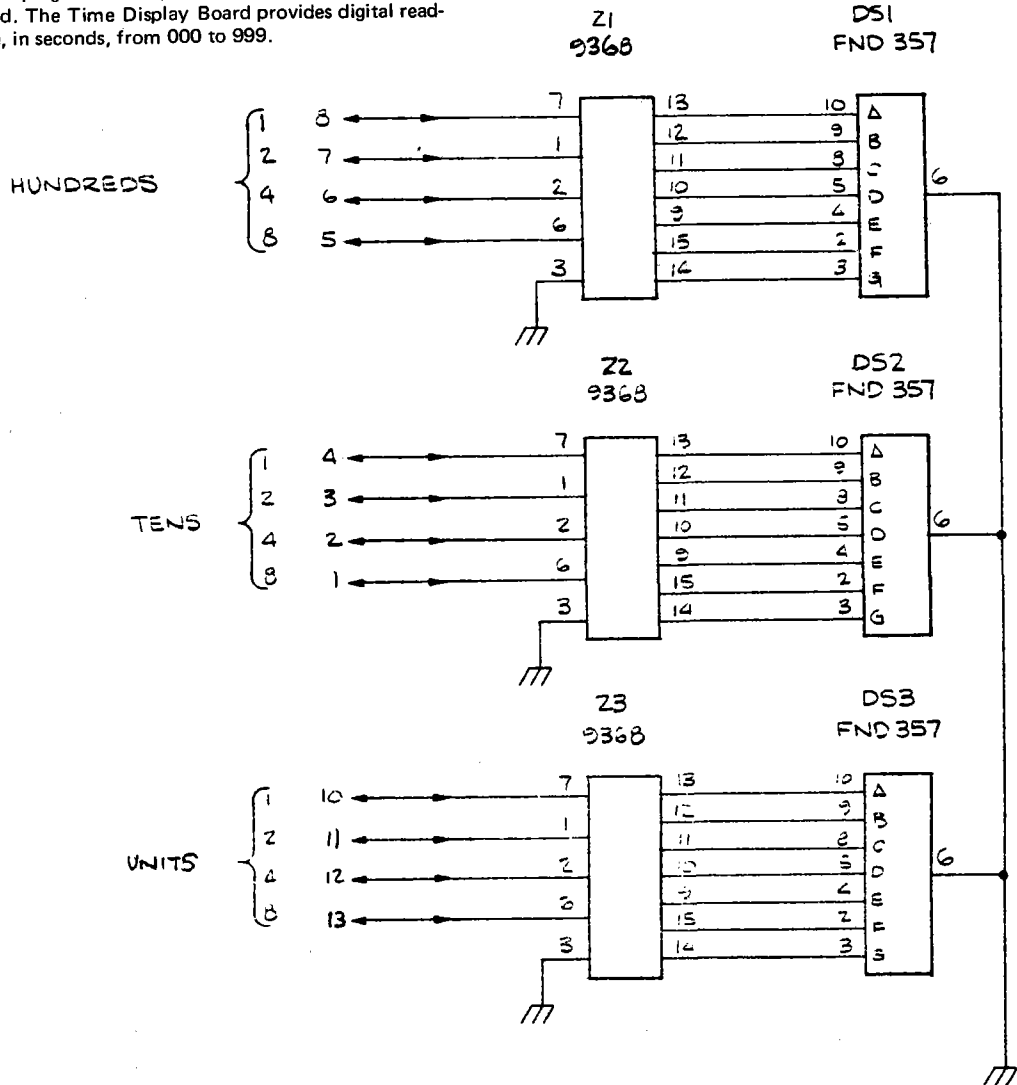 d. The Time Display Board provides digital read-
, in seconds, from 000 to 999.
Z1
9368
DS1
FND 357
HUNDREDS
1 8 7 13 10 A
2 7 1 12 9 B
4 6 2 11 8 C
8 5 6 10 5 D
3 9 4 E
15 2 F
14 3 G
6
Z2
9368
DS2
FND 357
TENS
1 4 7 13 10 A
2 3 1 12 9 B
4 2 2 11 8 C
8 1 6 10 5 D
3 9 4 E
15 2 F
14 3 G
6
Z3
9368
DS3
FND 357
UNITS
1 10 7 13 10 A
2 11 1 12 9 B
4 12 2 11 8 C
8 13 6 10 5 D
3 9 4 E
15 2 F
14 3 G
6